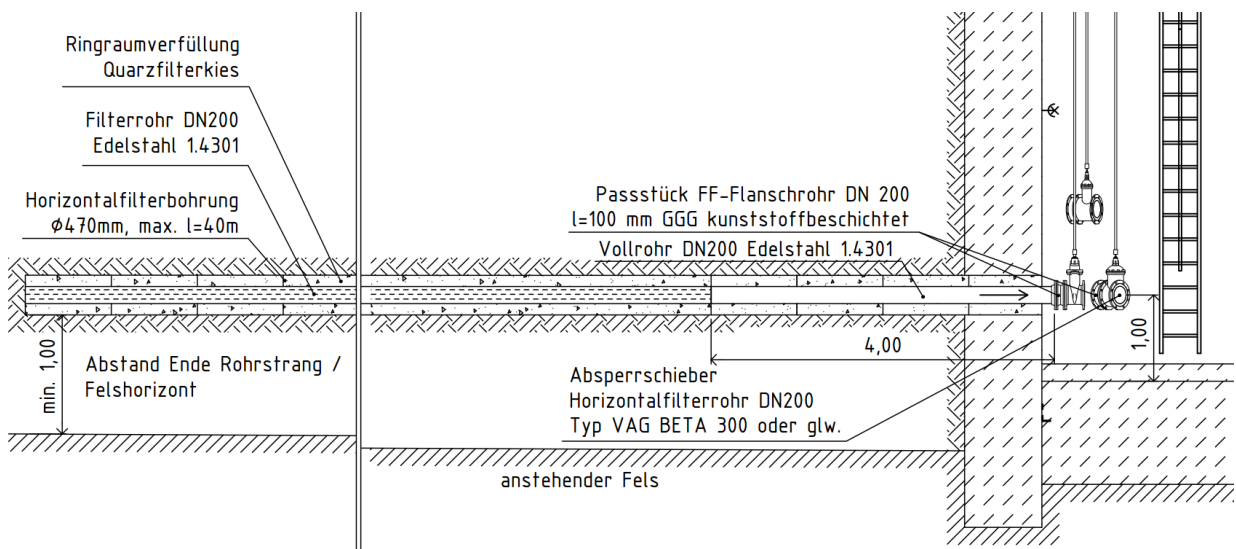 Ringraumverfüllung
Quarzfilterkies
Filterrohr DN200
Edelstahl 1.4301
Horizontalfilterbohrung
Ø470mm, max. l=40m
Passstück FF-Flanschrohr DN 200
l=100 mm GGG kunststoffbeschichtet
Vollrohr DN200 Edelstahl 1.4301
min. 1,00
Abstand Ende Rohrstrang /
Felshorizont
4,00
1,00
Absperrschieber
Horizontalfilterrohr DN200
Typ VAG BETA 300 oder glw.
anstehender Fels